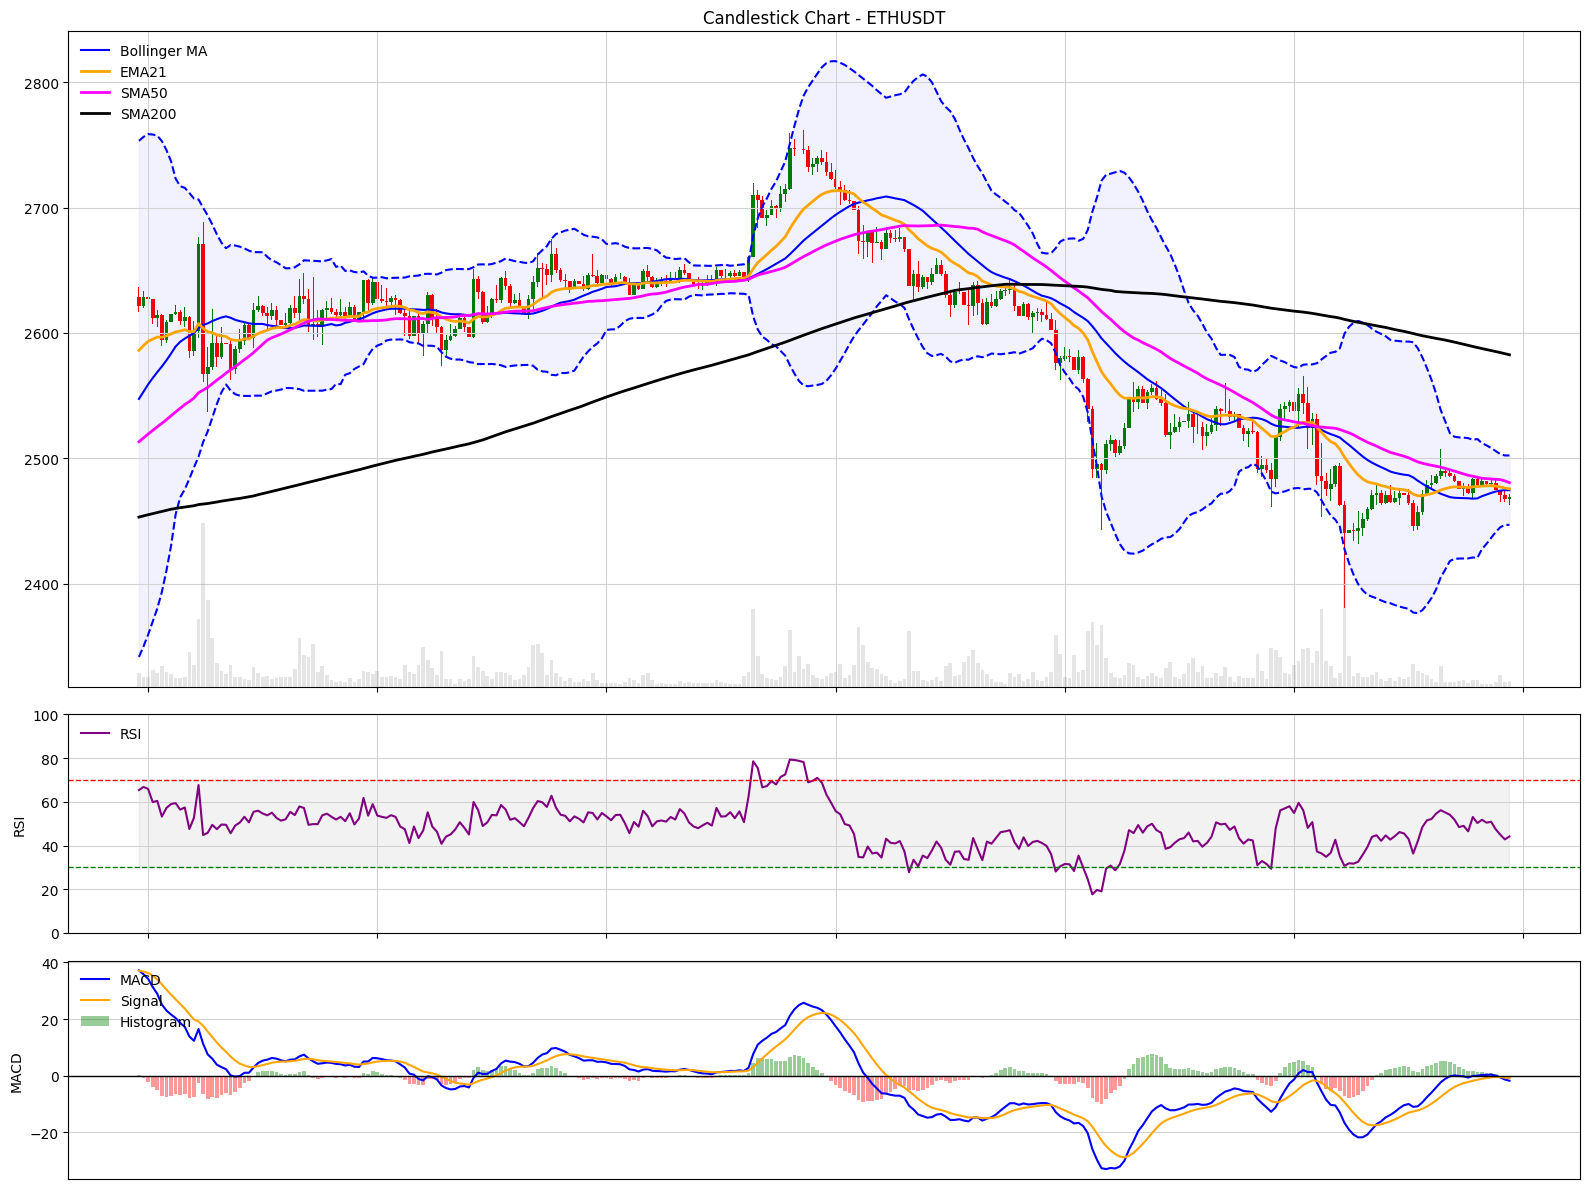 Candlestick Chart - ETHUSDT
Bollinger MA
EMA21
SMA50
SMA200
2800
2700
2600
2500
2400
RSI
100
80
60
40
20
0
RSI
MACD
Signal
Histogram
40
20
0
−20
MACD